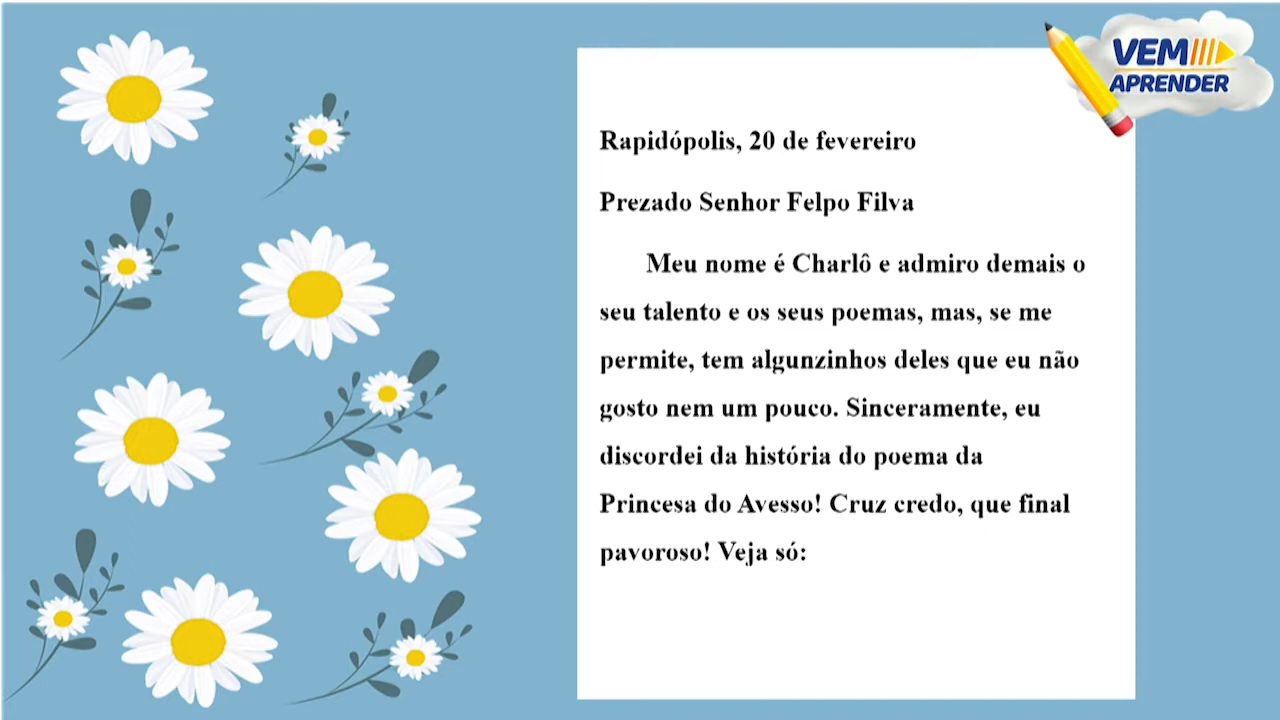 VEM
APRENDER
Rapidópolis, 20 de fevereiro
Prezado Senhor Felpo Filva
Meu nome é Charlô e admiro demais o
seu talento e os seus poemas, mas, se me
permite, tem algunzinhos deles que eu não
gosto nem um pouco. Sinceramente, eu
discordei da história do poema da
Princesa do Avesso! Cruz credo, que final
pavoroso! Veja só: